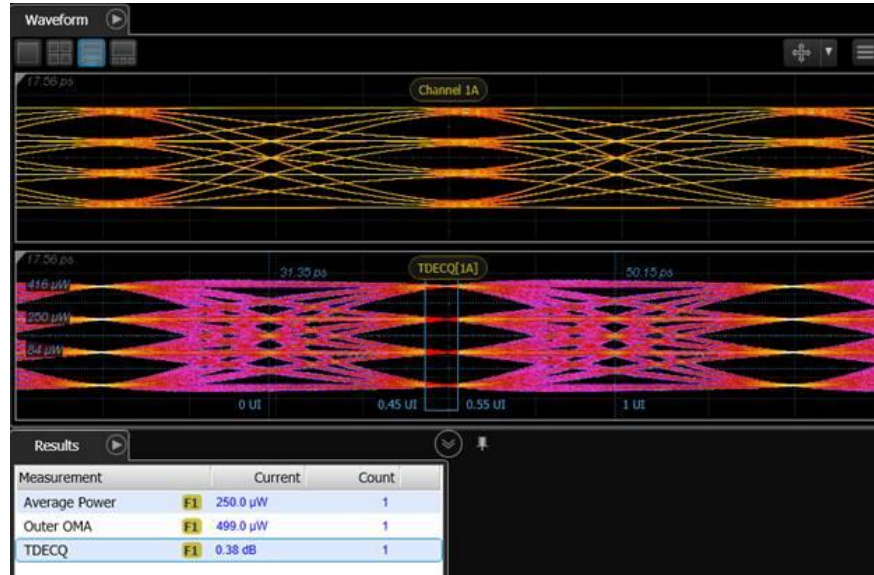 Waveform
17.56 ps
Channel 1A
17.56 ps
31.35 ps
TDECQ[1A]
50.15 ps
416 µW
250 µW
84 µW
0 UI
0.45 UI
0.55 UI
1 UI
Results
Measurement Current Count
Average Power F1 250.0 µW 1
Outer OMA F1 499.0 µW 1
TDECQ F1 0.38 dB 1